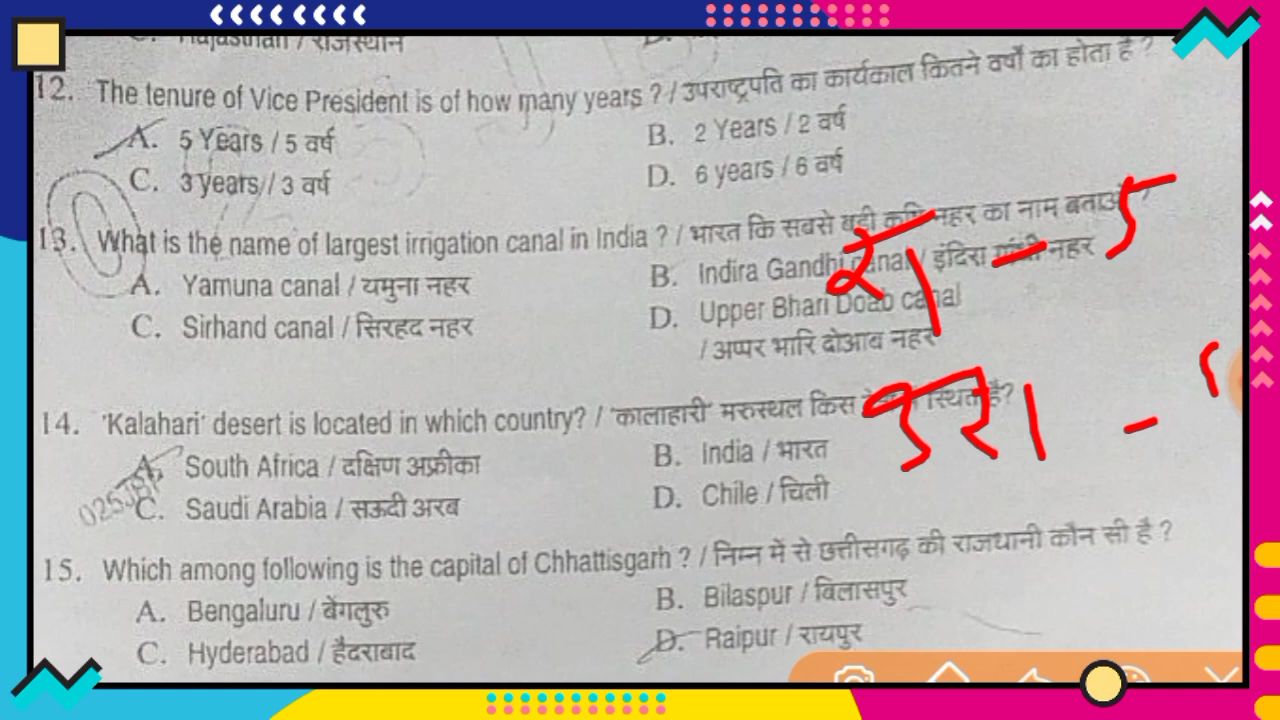 C. Rajasthan / राजस्थान
D.
12. The tenure of Vice President is of how many years ? / उपराष्ट्रपति का कार्यकाल कितने वर्षों का होता है ?
A. 5 Years / 5 वर्ष
B. 2 Years / 2 वर्ष
C. 3 years / 3 वर्ष
D. 6 years / 6 वर्ष
13. What is the name of largest irrigation canal in India ? / भारत कि सबसे बड़ी नहर का नाम बताओ ?
A. Yamuna canal / यमुना नहर
B. Indira Gandhi canal / इंदिरा गांधी नहर
C. Sirhand canal / सिरहद नहर
D. Upper Bhari Doab canal
/ अप्पर भारि दोआब नहर
रा - 5
14. 'Kalahari' desert is located in which country? / 'कालाहारी' मरुस्थल किस स्थित है?
उरा -
A. South Africa / दक्षिण अफ्रीका
B. India / भारत
C. Saudi Arabia / सऊदी अरब
D. Chile / चिली
15. Which among following is the capital of Chhattisgarh ? / निम्न में से छत्तीसगढ़ की राजधानी कौन सी है ?
A. Bengaluru / बेंगलुरु
B. Bilaspur / बिलासपुर
C. Hyderabad / हैदराबाद
D. Raipur / रायपुर